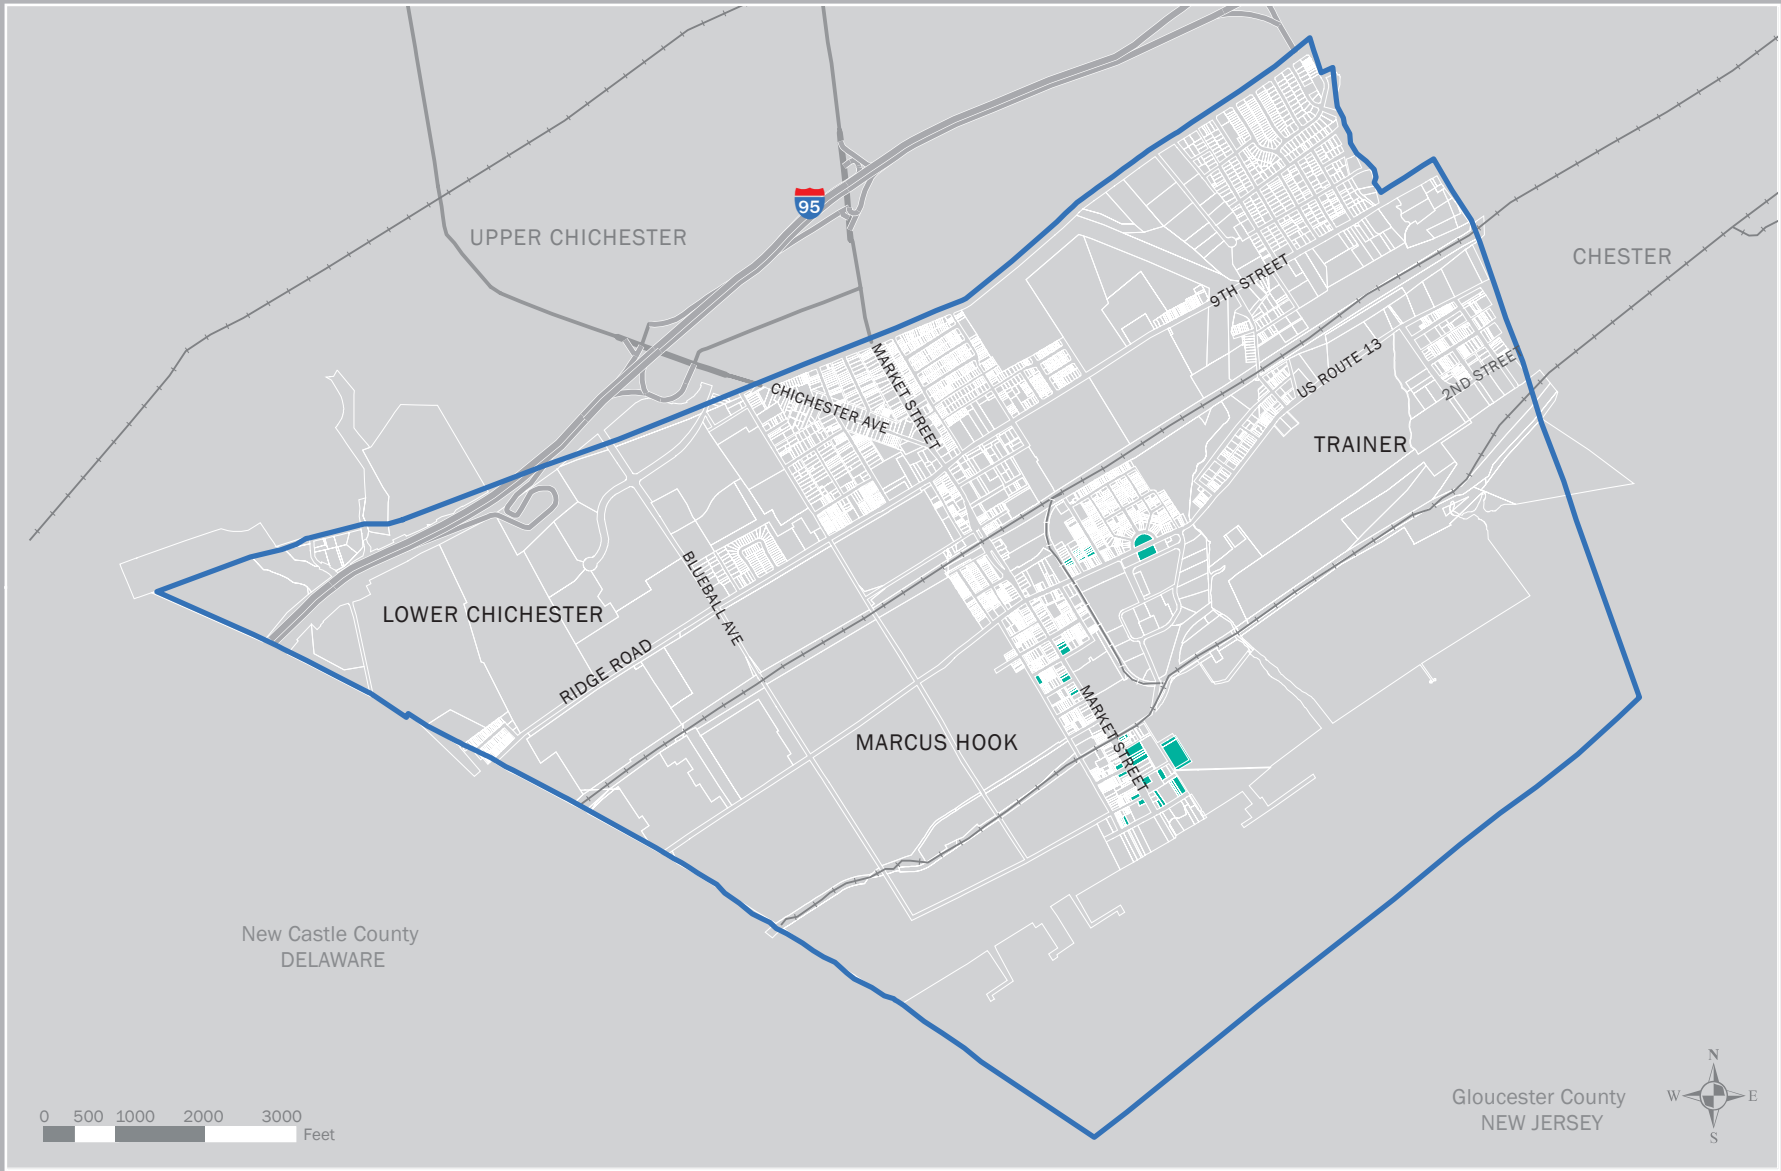 95
UPPER CHICHESTER
CHESTER
9TH STREET
US ROUTE 13
2ND STREET
MARKET STREET
CHICHESTER AVE
TRAINER
BLUEBALL AVE
LOWER CHICHESTER
RIDGE ROAD
MARCUS HOOK
MARKET STREET
New Castle County
DELAWARE
Gloucester County
NEW JERSEY
N
W E
S
0 500 1000 2000 3000
Feet